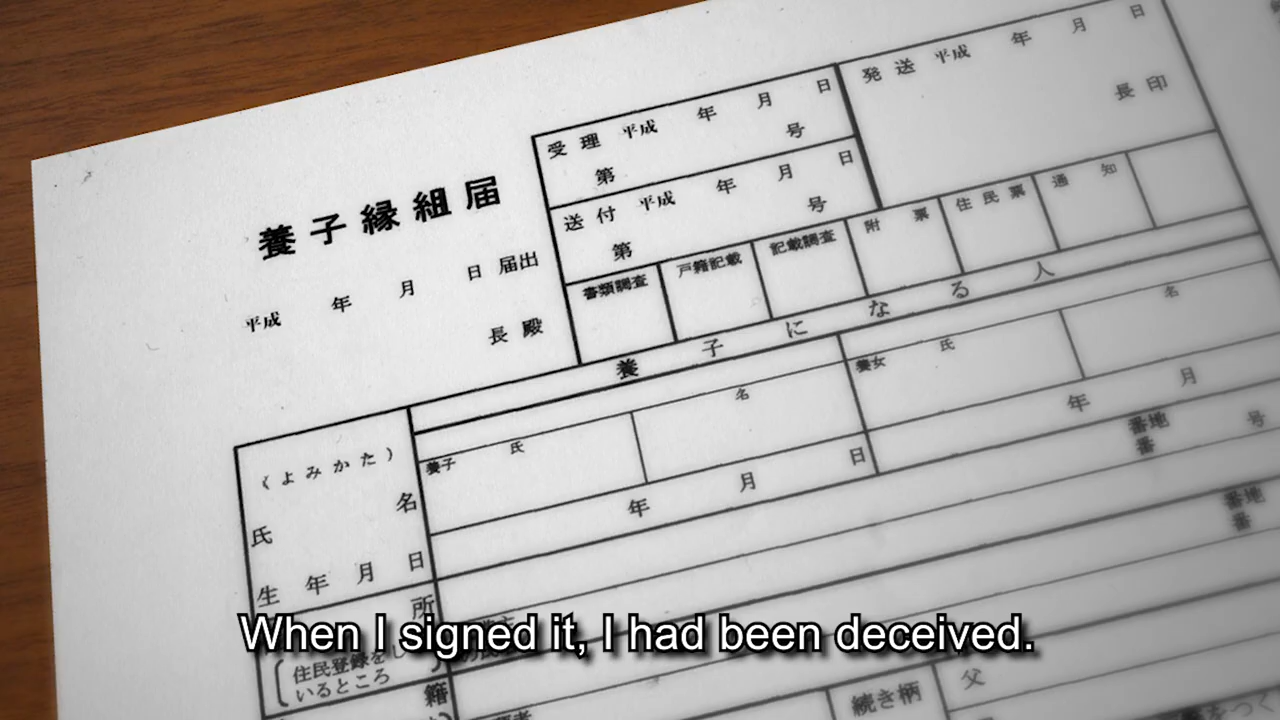 養子縁組届
平成 年 月 日 届出
長 殿
受 理 平成 年 月 日
第 号
送 付 平成 年 月 日
第 号
発 送 平成 年 月 日
長 印
書類調査 戸籍記載 記載調査 附 票 住 民 票 通 知
養 子 に な る 人
(よ み か た)
氏 名
養子 氏 名
養女 氏 名
生 年 月 日
年 月 日
年 月
所
番地
番 号
(住民登録をし
いるところ
番地
番
籍
続き柄
父
をつく
When I signed it, I had been deceived.